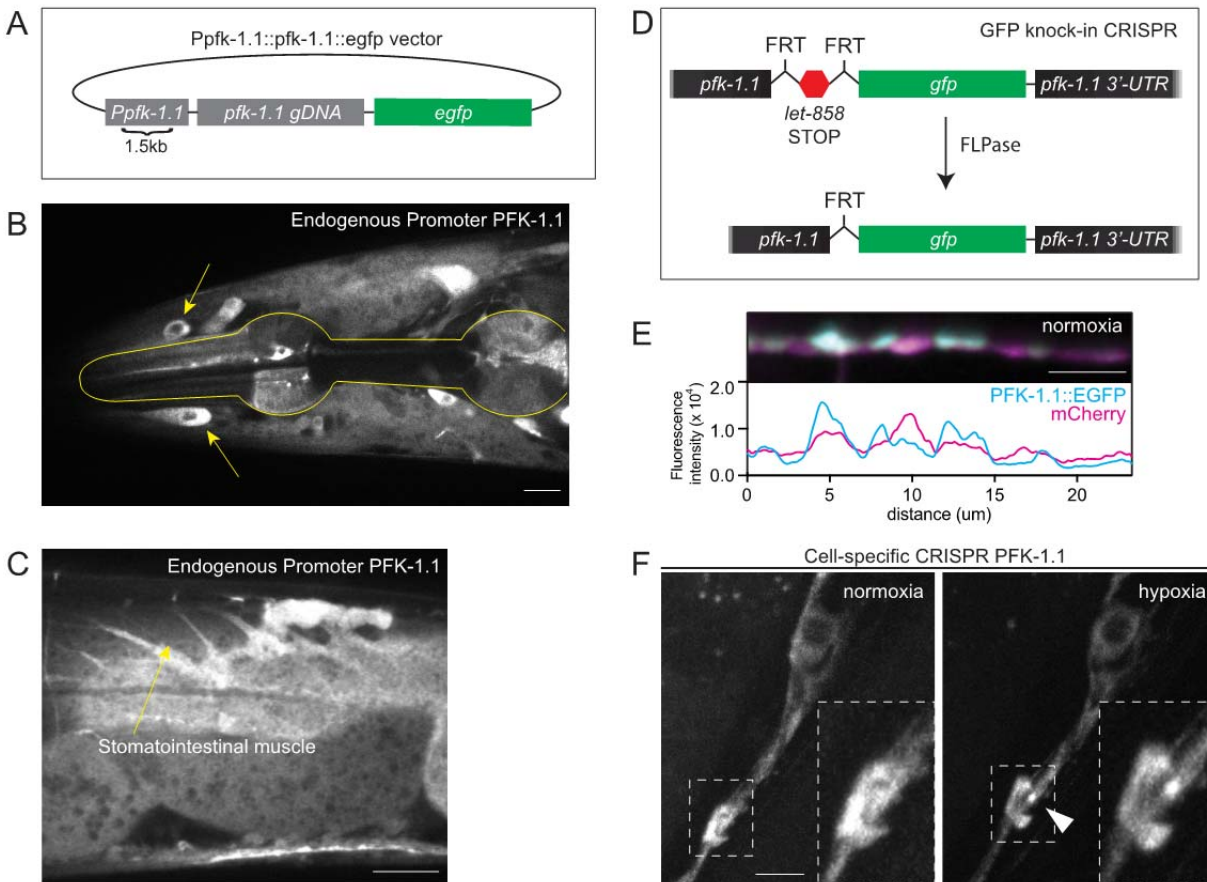 A
Ppfk-1.1::pfk-1.1::egfp vector
Ppfk-1.1
pfk-1.1 gDNA
egfp
1.5kb
B
Endogenous Promoter PFK-1.1
C
Endogenous Promoter PFK-1.1
Stomatointestinal muscle
D
GFP knock-in CRISPR
FRT
FRT
pfk-1.1
gfp
pfk-1.1 3'-UTR
let-858
STOP
FLPase
FRT
pfk-1.1
gfp
pfk-1.1 3'-UTR
E
normoxia
PFK-1.1::EGFP
mCherry
Fluorescence
intensity (x 10⁴)
2.0
1.0
0.0
0
5
10
15
20
distance (um)
F
Cell-specific CRISPR PFK-1.1
normoxia
hypoxia